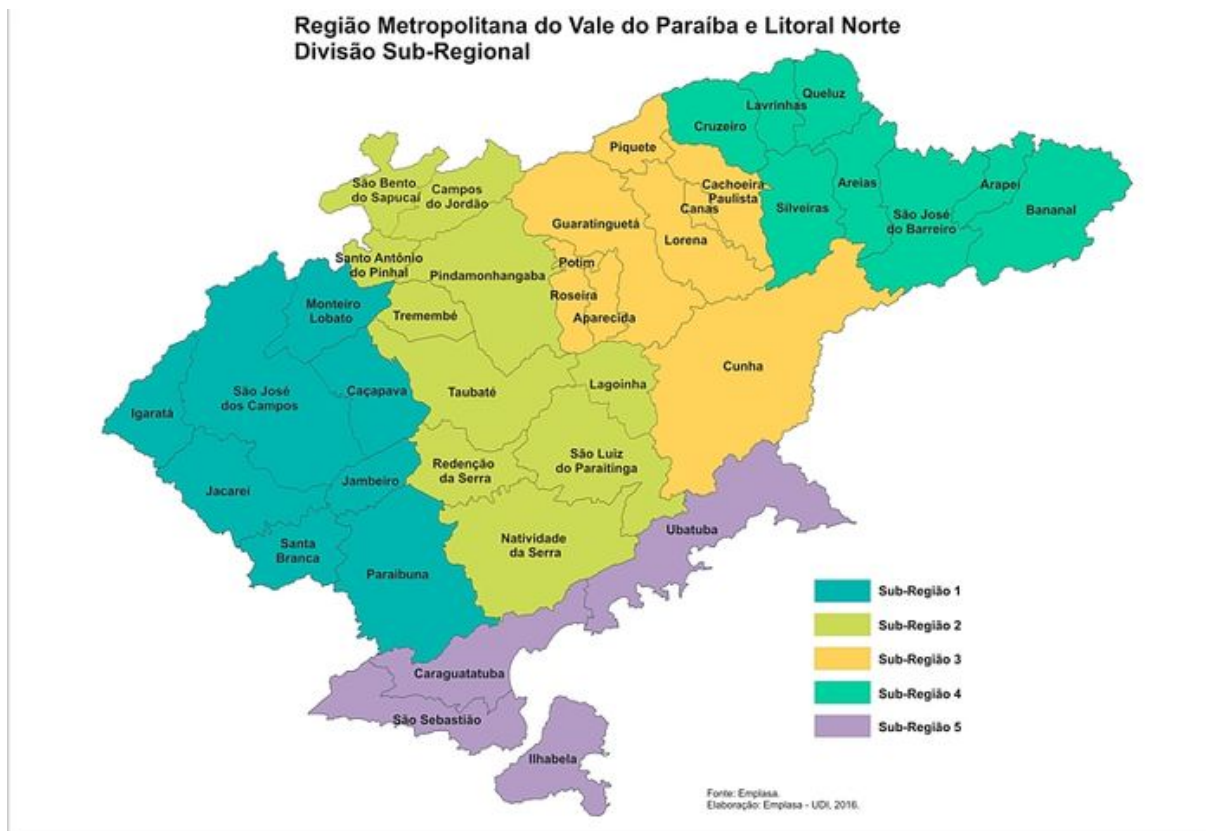 Região Metropolitana do Vale do Paraíba e Litoral Norte
Divisão Sub-Regional
Queluz
Lavrinhas
Cruzeiro
Piquete
São Bento
do Sapucaí
Campos
do Jordão
Cachoeira
Paulista
Canas
Silveiras
Areias
Arapeí
São José
do Barreiro
Bananal
Guaratinguetá
Lorena
Santo Antônio
do Pinhal
Pindamonhangaba
Potim
Roseira
Aparecida
Monteiro
Lobato
Tremembé
Cunha
Igaratá
São José
dos Campos
Caçapava
Taubaté
Lagoinha
Jacareí
Jambeiro
Redenção
da Serra
São Luiz
do Paraitinga
Santa
Branca
Paraibuna
Natividade
da Serra
Ubatuba
Caraguatatuba
São Sebastião
Ilhabela
Sub-Região 1
Sub-Região 2
Sub-Região 3
Sub-Região 4
Sub-Região 5
Fonte: Emplasa.
Elaboração: Emplasa - UDI, 2016.